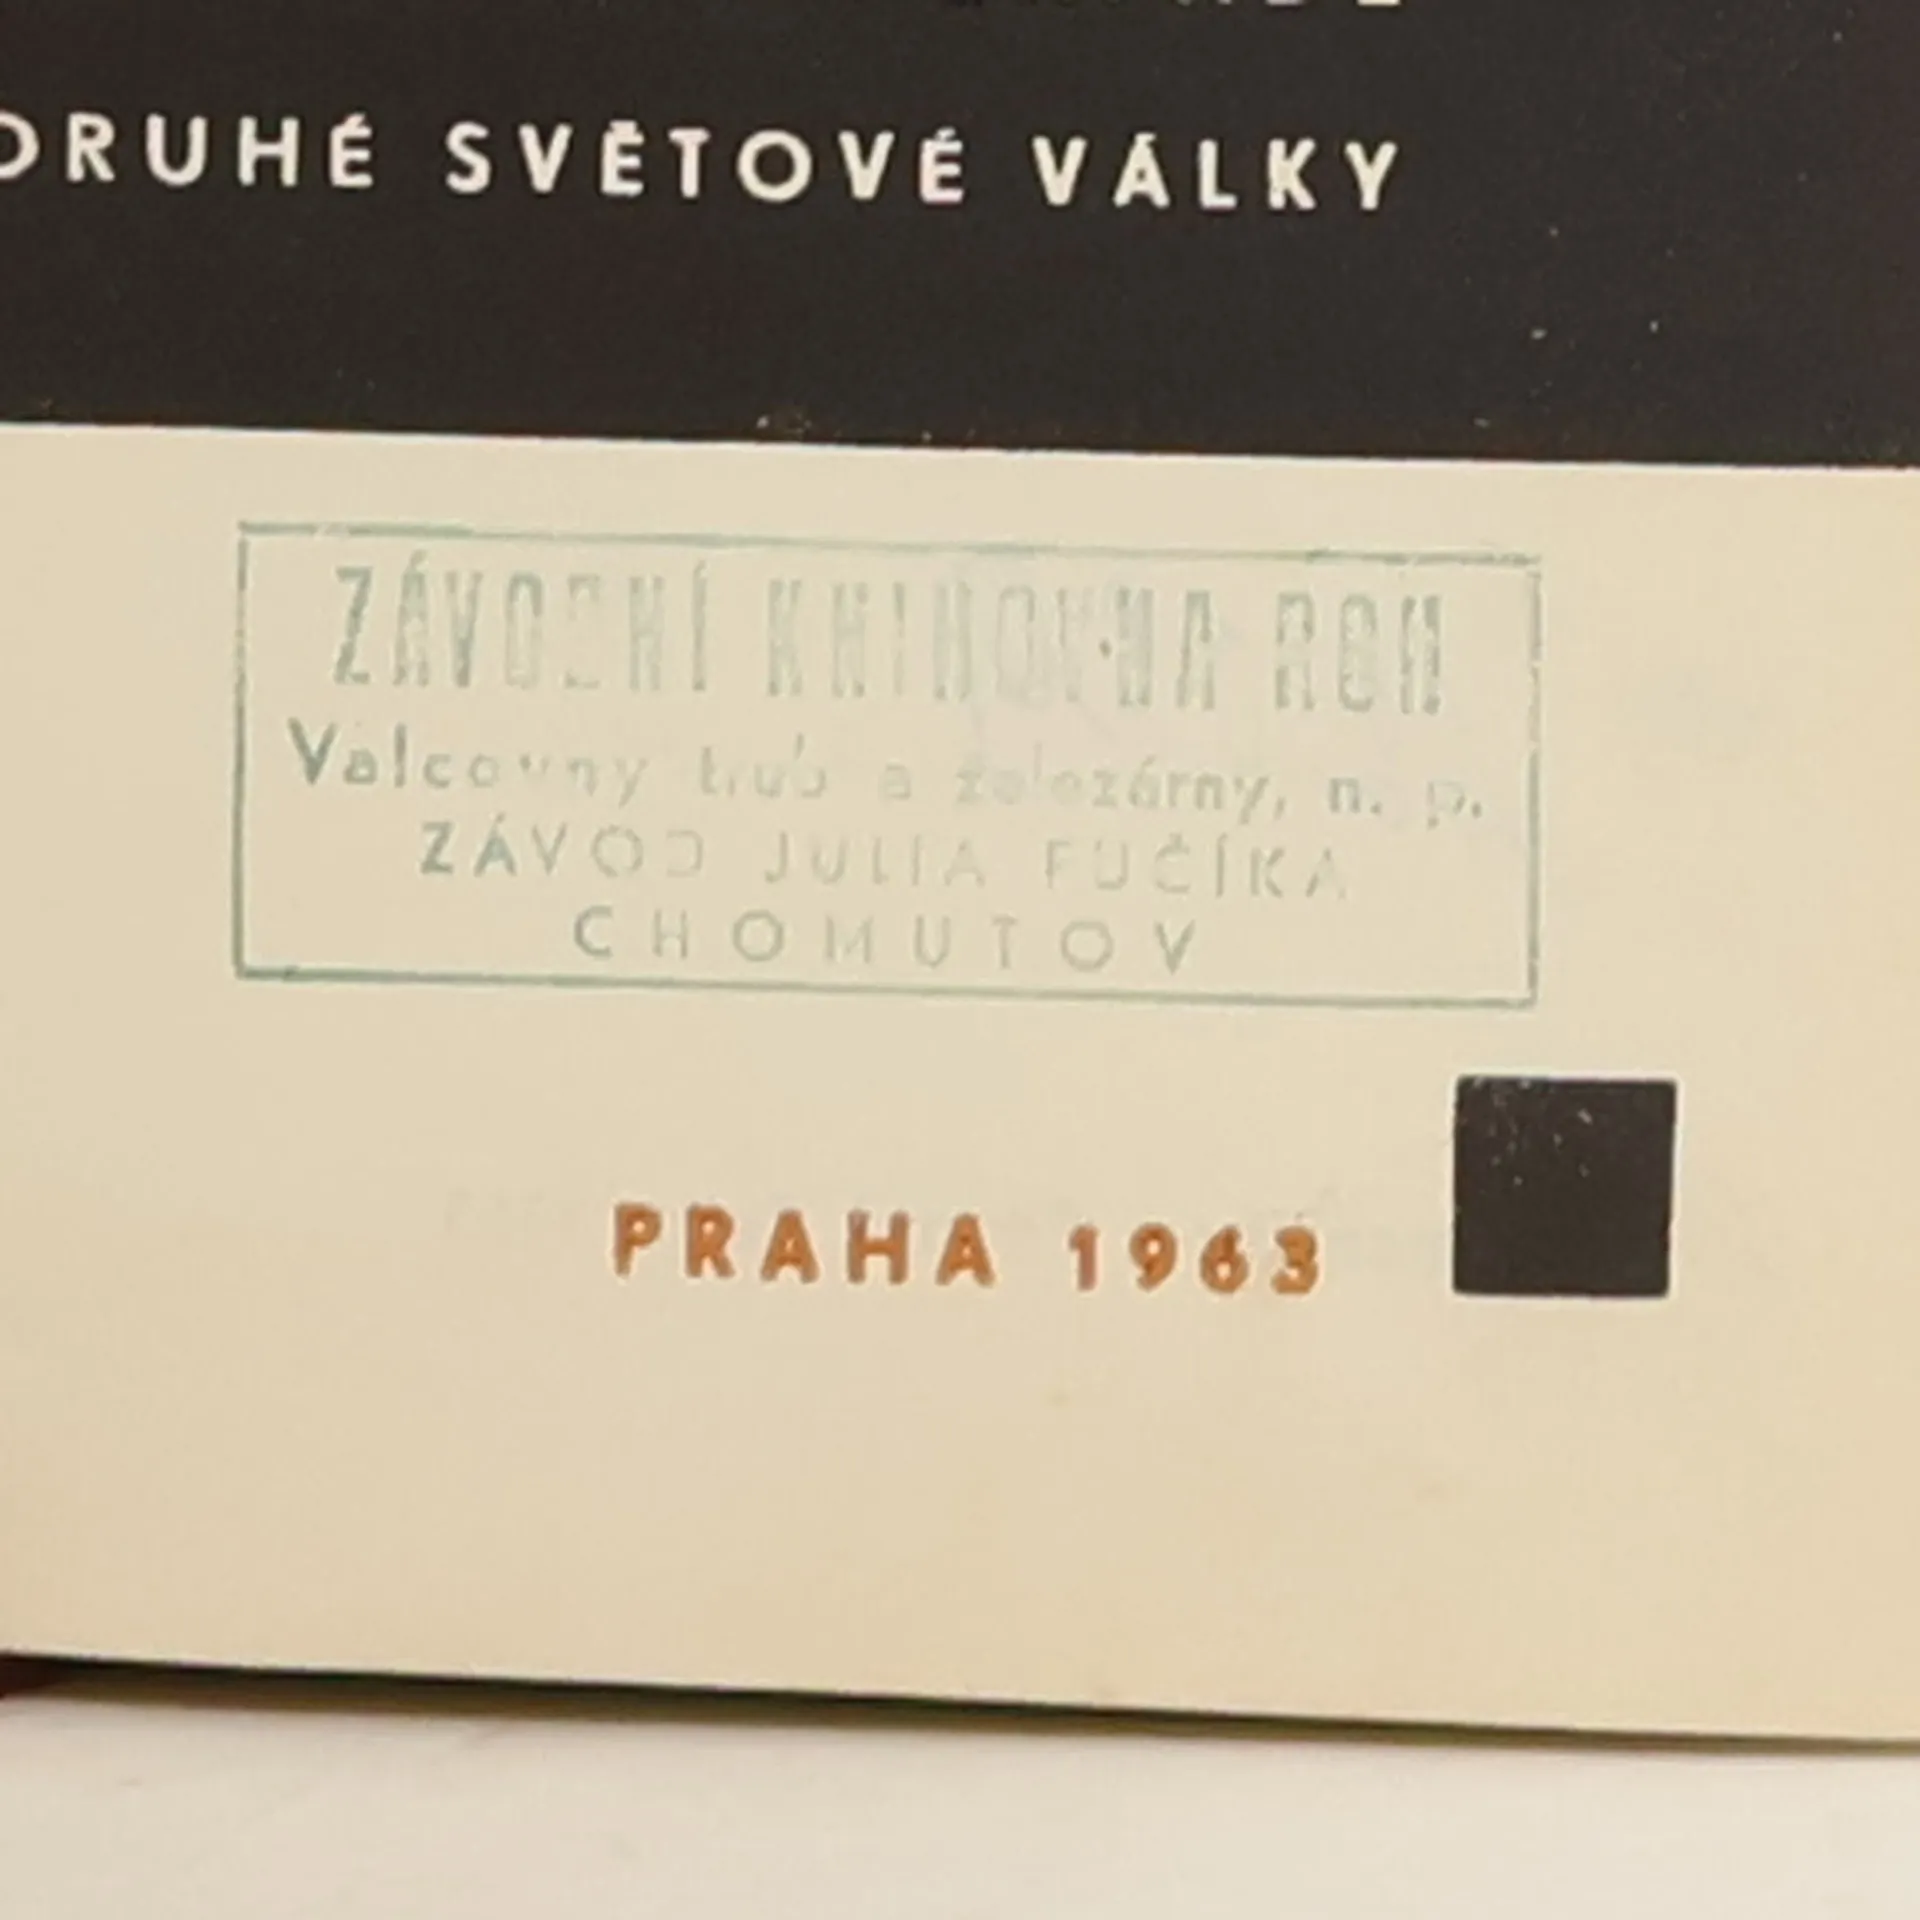 DRUHÉ SVĚTOVÉ VÁLKY
ZÁVODNÍ KNIHOVNA ROH
Válcovny trub a železárny, n. p.
ZÁVOD JULIA FUČÍKA
CHOMUTOV
PRAHA 1963